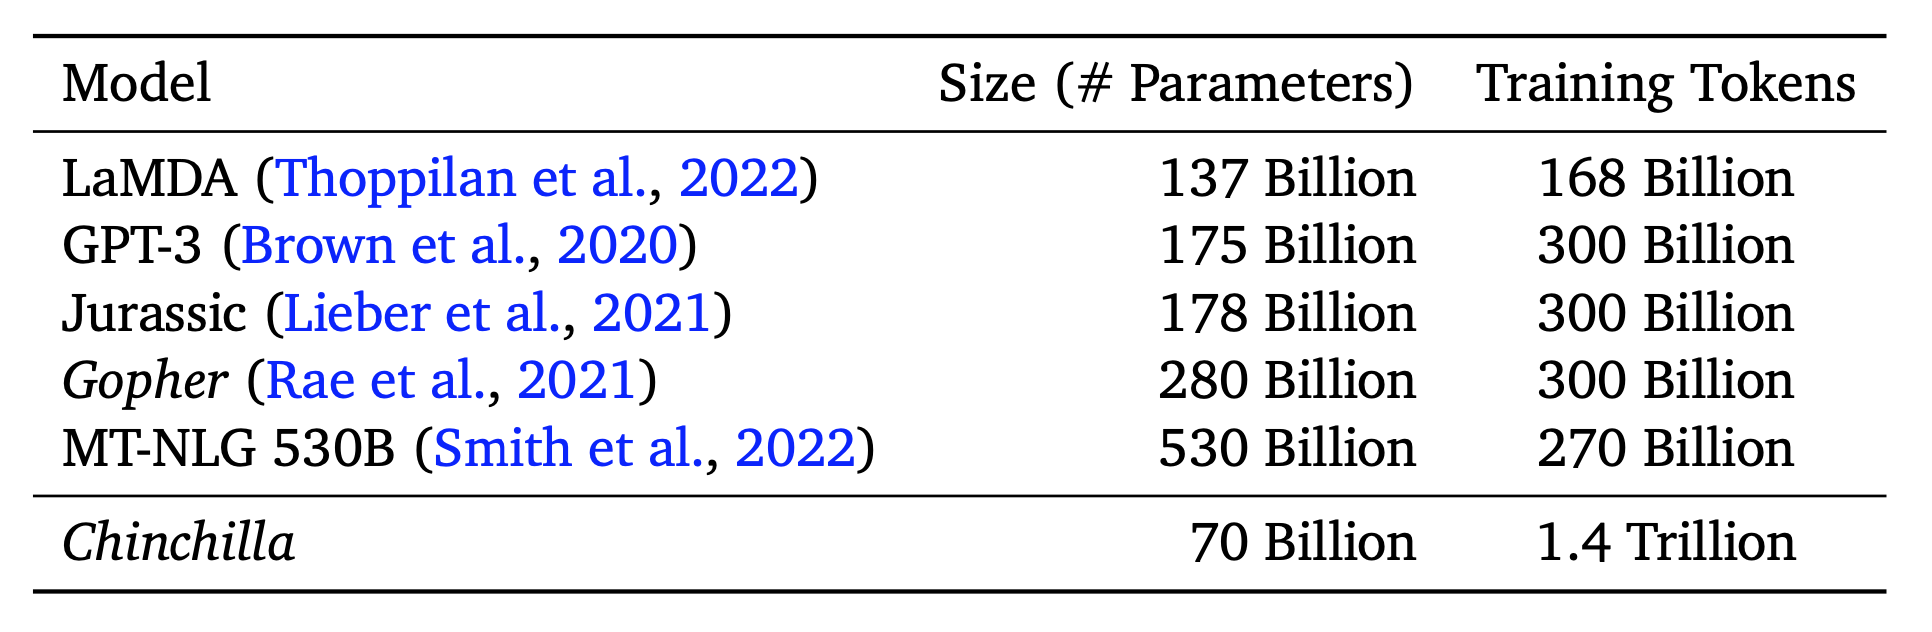 Model Size (# Parameters) Training Tokens
LaMDA (Thoppilan et al., 2022) 137 Billion 168 Billion
GPT-3 (Brown et al., 2020) 175 Billion 300 Billion
Jurassic (Lieber et al., 2021) 178 Billion 300 Billion
Gopher (Rae et al., 2021) 280 Billion 300 Billion
MT-NLG 530B (Smith et al., 2022) 530 Billion 270 Billion
Chinchilla 70 Billion 1.4 Trillion